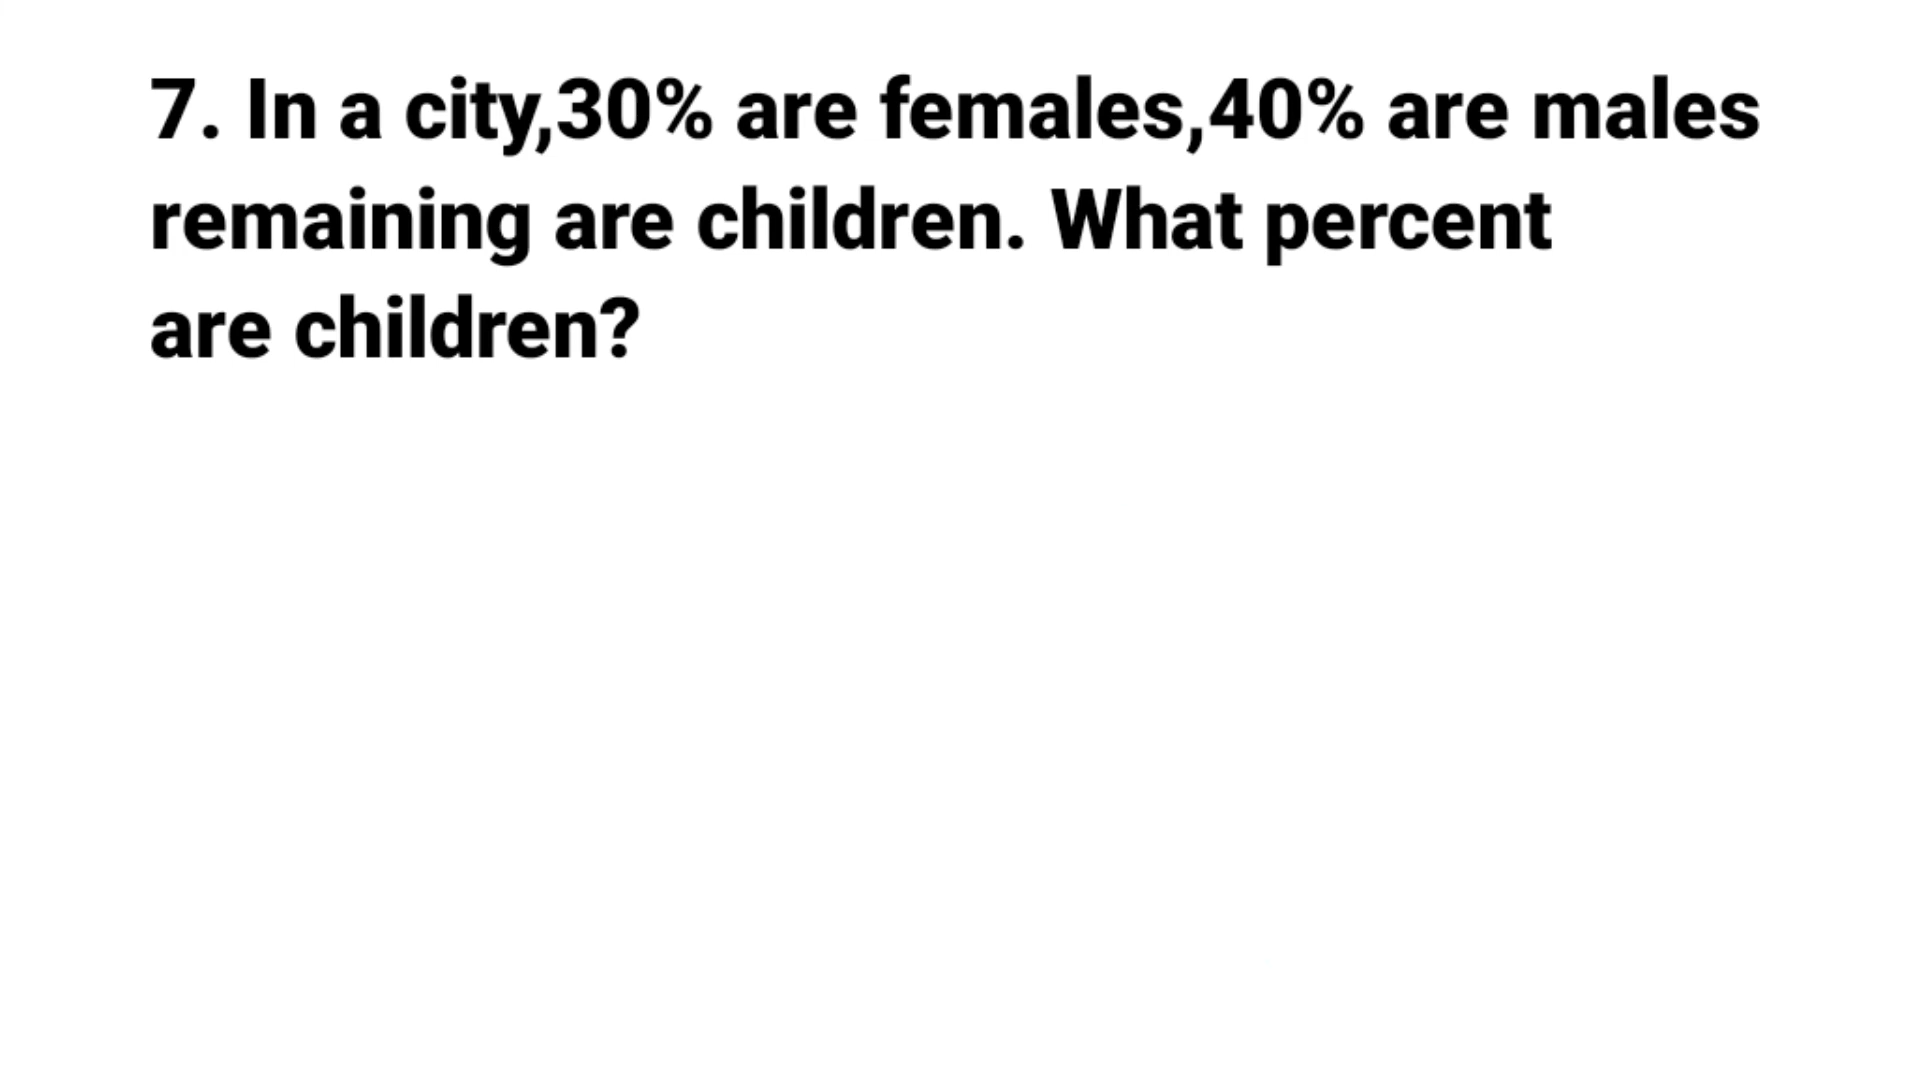 7. In a city,30% are females,40% are males
remaining are children. What percent
are children?